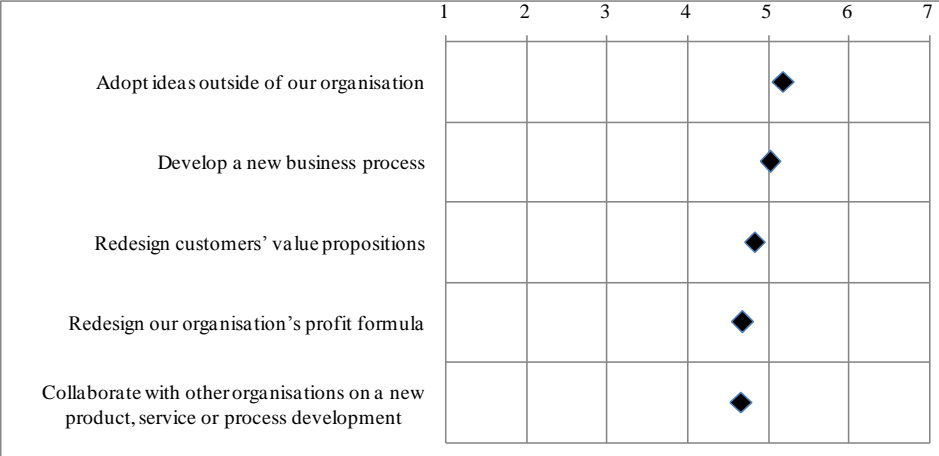 1 2 3 4 5 6 7
Adopt ideas outside of our organisation
Develop a new business process
Redesign customers’ value propositions
Redesign our organisation’s profit formula
Collaborate with other organisations on a new
product, service or process development